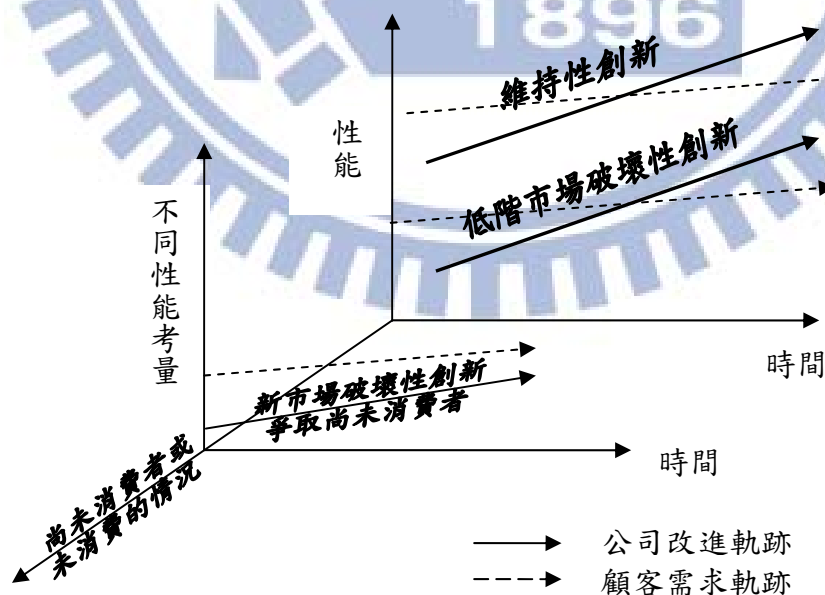 1896
維持性創新
性能
低階市場破壞性創新
不同性能考量
時間
新市場破壞性創新
爭取尚未消費者
尚未消費者或
未消費的情況
時間
公司改進軌跡
顧客需求軌跡